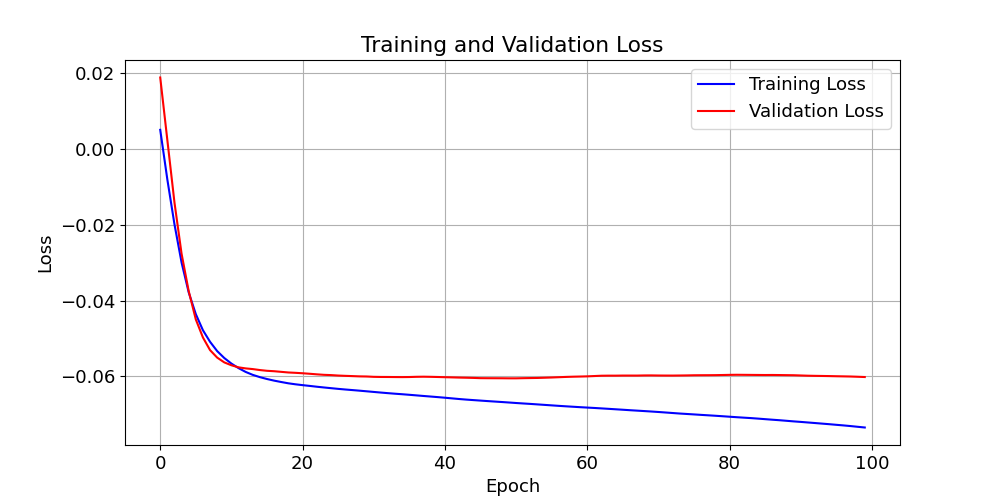 Training and Validation Loss
Training Loss
Validation Loss
0.02
0.00
−0.02
−0.04
−0.06
Loss
0 20 40 60 80 100
Epoch